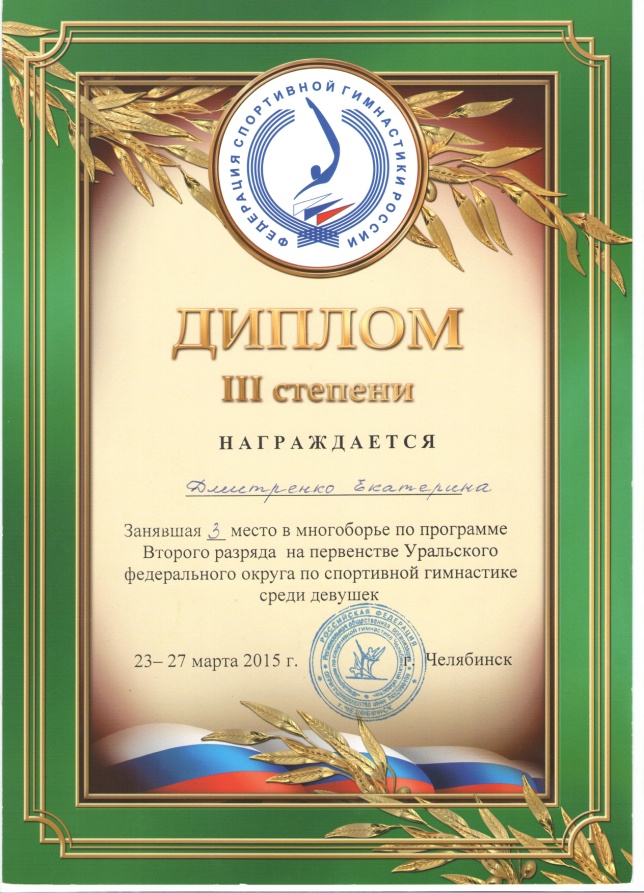 ФЕДЕРАЦИЯ СПОРТИВНОЙ ГИМНАСТИКИ РОССИИ
ДИПЛОМ
III степени
НАГРАЖДАЕТСЯ
Дмитренко Екатерина
Занявшая 3 место в многоборье по программе
Второго разряда на первенстве Уральского
федерального округа по спортивной гимнастике
среди девушек
23– 27 марта 2015 г. г. Челябинск
РОССИЙСКАЯ ФЕДЕРАЦИЯ